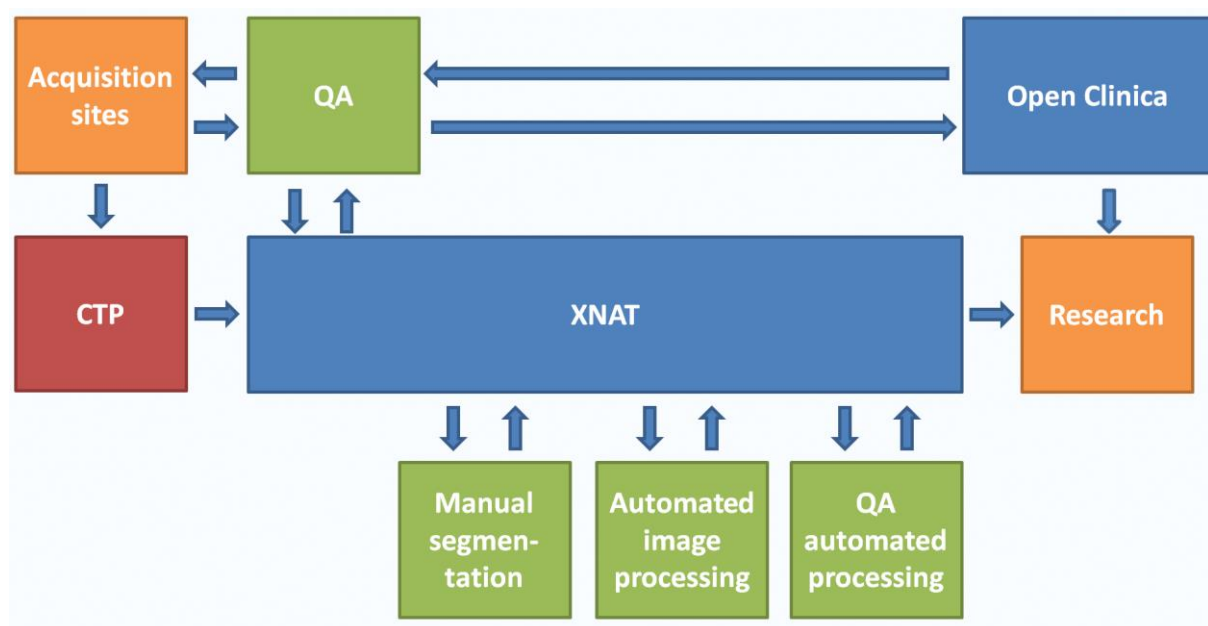 Acquisition
sites
QA
Open Clinica
CTP
XNAT
Research
Manual
segmen-
tation
Automated
image
processing
QA
automated
processing